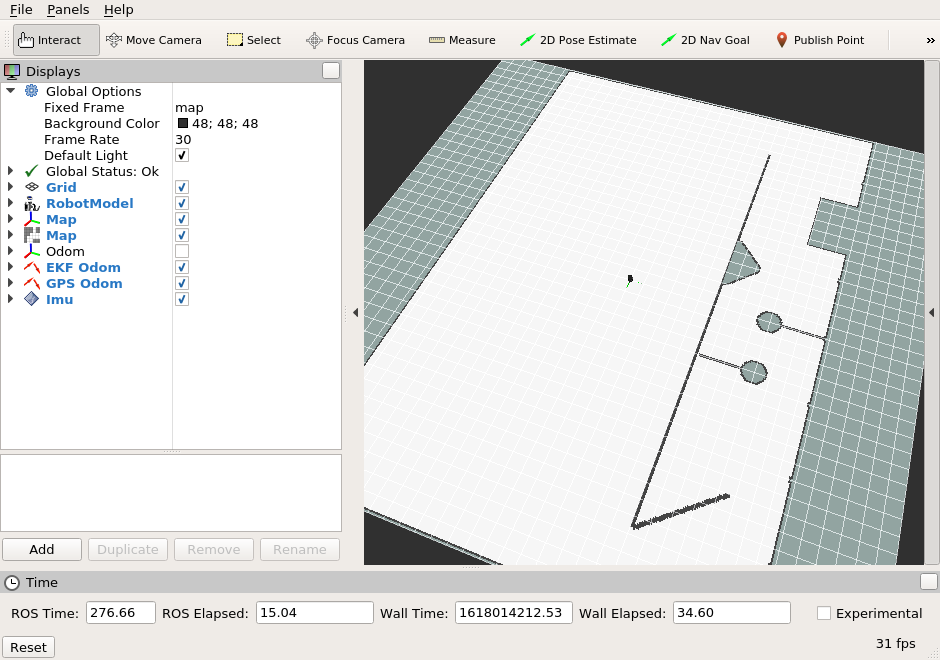 File Panels Help
Interact Move Camera Select Focus Camera Measure 2D Pose Estimate 2D Nav Goal Publish Point »
Displays
Global Options
Fixed Frame map
Background Color 48; 48; 48
Frame Rate 30
Default Light
Global Status: Ok
Grid
RobotModel
Map
Map
Odom
EKF Odom
GPS Odom
Imu
Add Duplicate Remove Rename
Time
ROS Time: 276.66 ROS Elapsed: 15.04 Wall Time: 1618014212.53 Wall Elapsed: 34.60 Experimental
Reset 31 fps